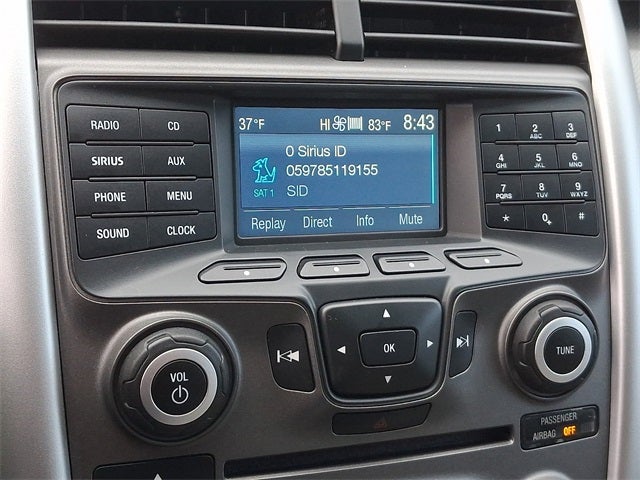 37°F HI 83°F 8:43
0 Sirius ID
059785119155
SAT 1 SID
Replay Direct Info Mute
RADIO CD
SIRIUS AUX
PHONE MENU
SOUND CLOCK
1 2 ABC 3 DEF
4 GHI 5 JKL 6 MNO
7 PQRS 8 TUV 9 WXYZ
* 0+ #
VOL
OK
TUNE
PASSENGER
AIRBAG OFF